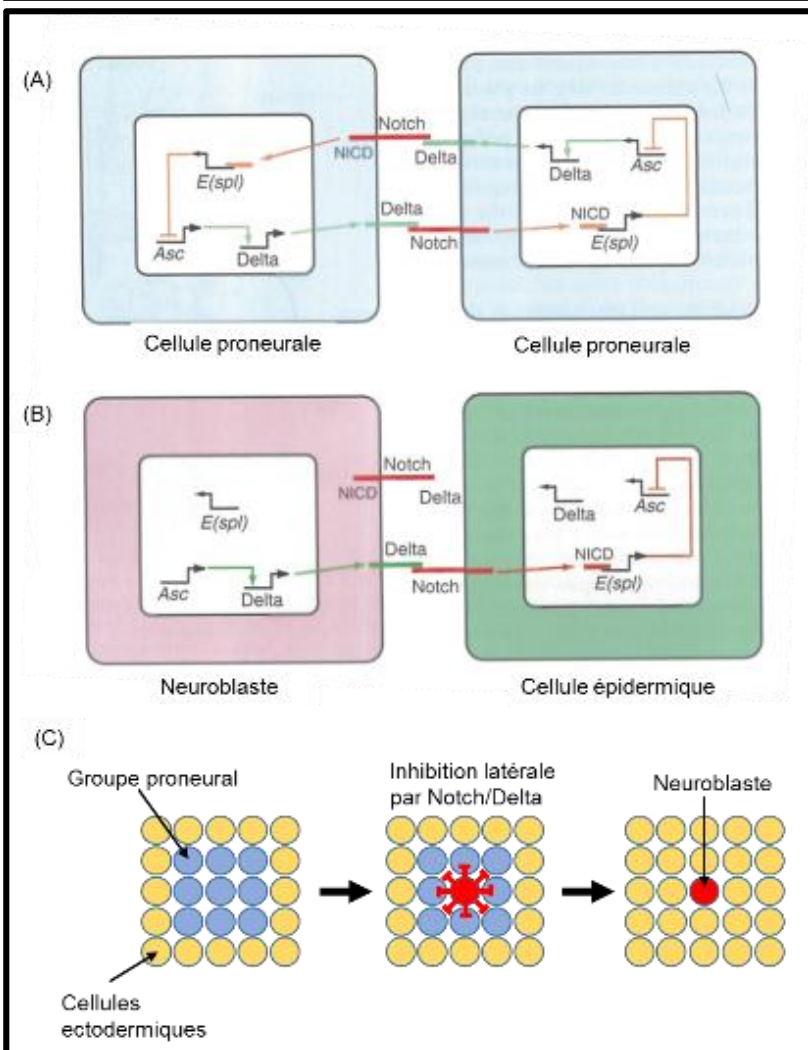 (A)
Notch
NICD
Delta
E(spl)
Asc
Delta
Delta
Notch
Delta
Asc
NICD
E(spl)
Cellule proneurale
Cellule proneurale
(B)
Notch
NICD
Delta
E(spl)
Asc
Delta
Delta
Notch
Delta
Asc
NICD
E(spl)
Neuroblaste
Cellule épidermique
(C)
Groupe proneural
Inhibition latérale
par Notch/Delta
Neuroblaste
Cellules
ectodermiques